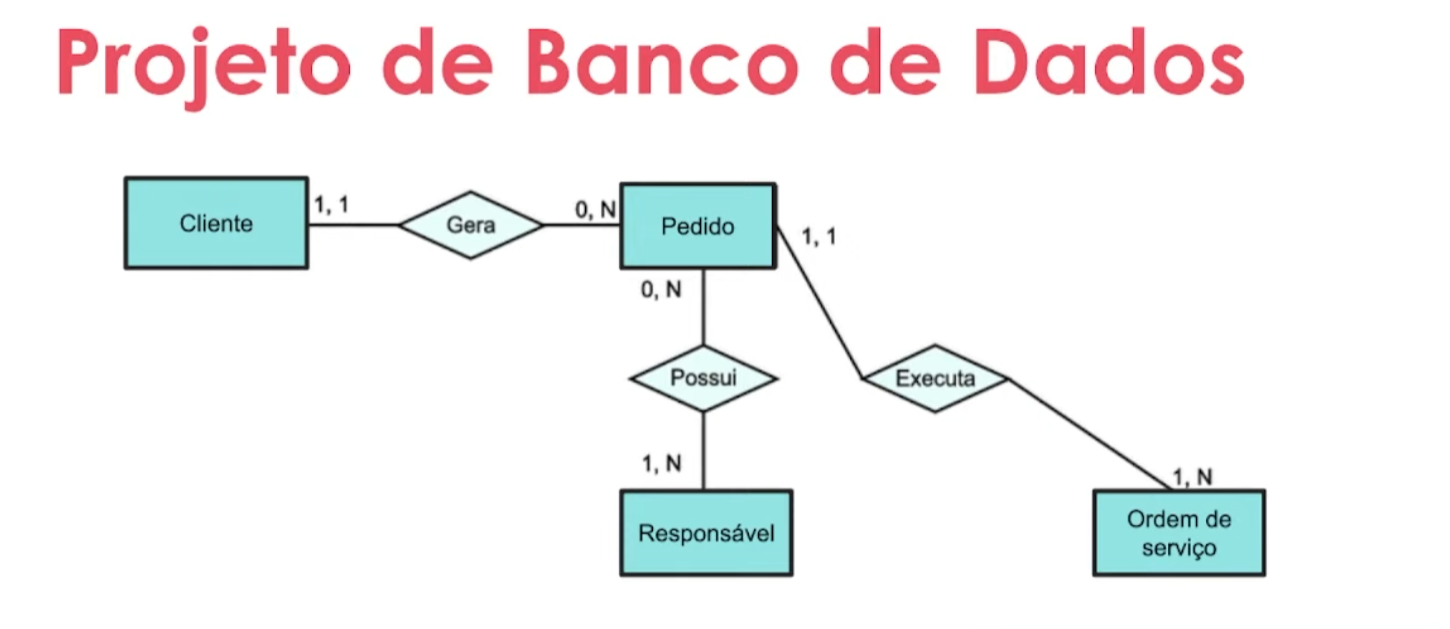 Projeto de Banco de Dados
Cliente
1, 1
Gera
0, N
Pedido
1, 1
0, N
Possui
Executa
1, N
Responsável
1, N
Ordem de
serviço